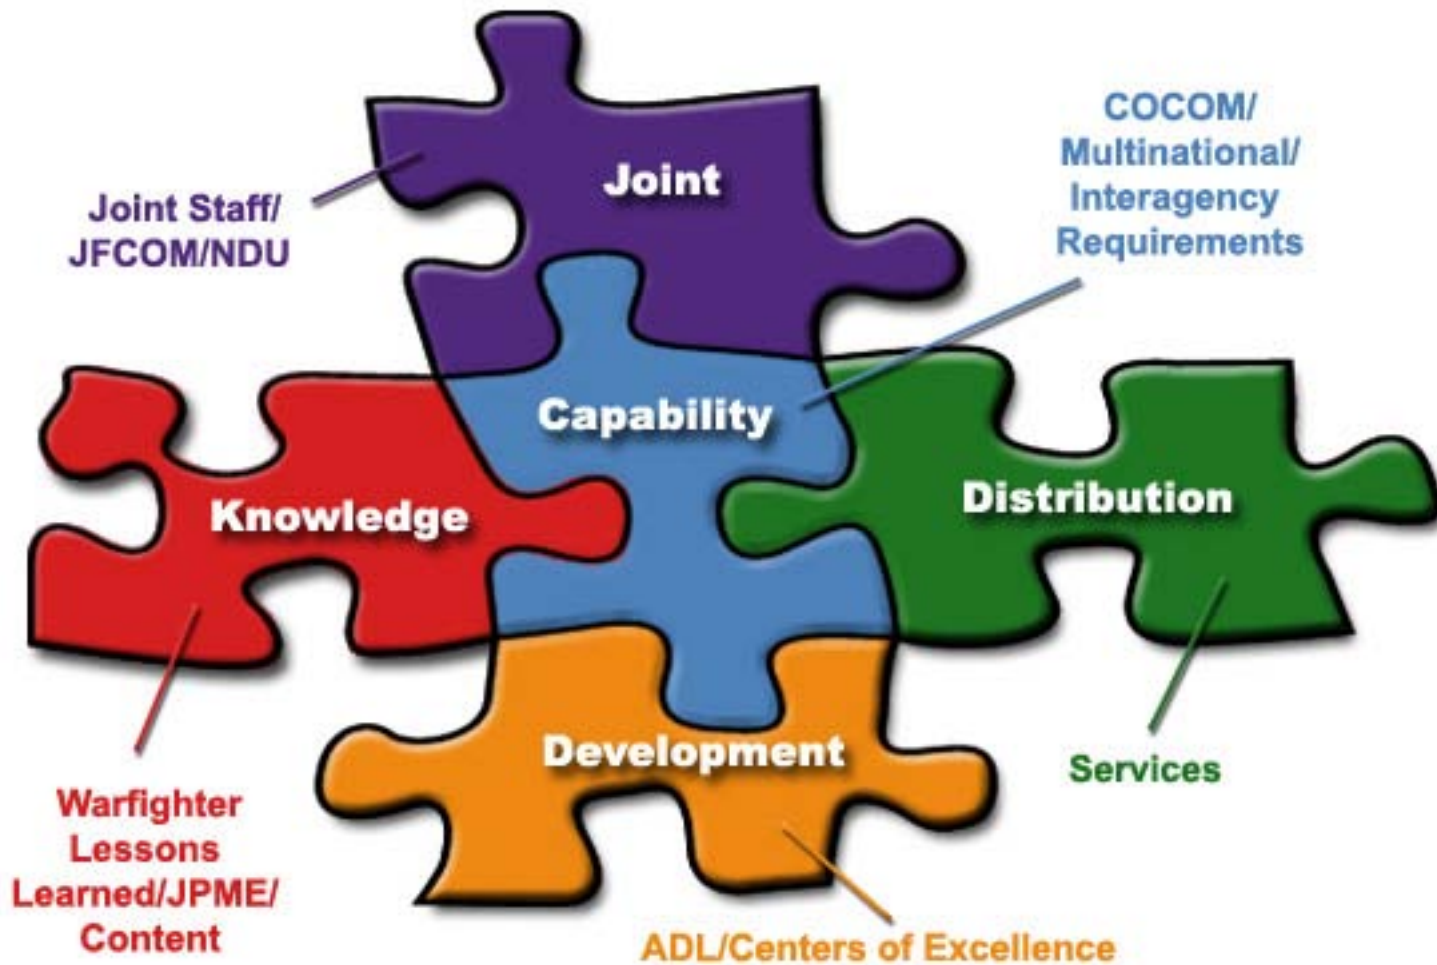 Joint
Joint Staff/
JFCOM/NDU
COCOM/
Multinational/
Interagency
Requirements
Capability
Knowledge
Distribution
Development
Services
Warfighter
Lessons
Learned/JPME/
Content
ADL/Centers of Excellence